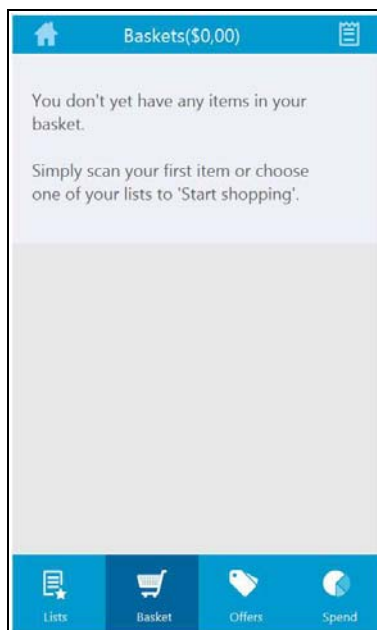 Baskets($0,00)
You don't yet have any items in your
basket.
Simply scan your first item or choose
one of your lists to 'Start shopping'.
Lists
Basket
Offers
Spend